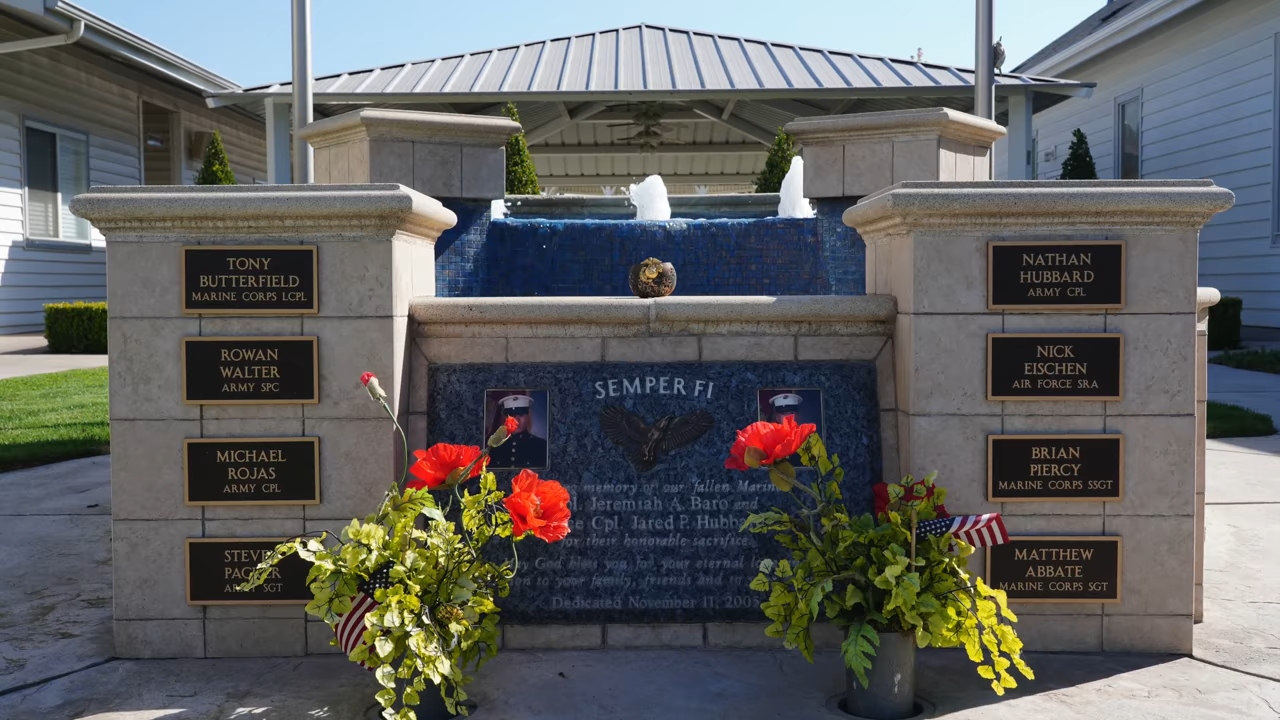 TONY
BUTTERFIELD
MARINE CORPS LCPL
ROWAN
WALTER
ARMY SPC
MICHAEL
ROJAS
ARMY CPL
SGT
SEMPER FI
memory of our fallen
Jeremiah A. Baro and
Cpl. Jared P.
for their honorable sacrifice
God bless you for your eternal
to your family, friends and
Dedicated November 11, 2005
NATHAN
HUBBARD
ARMY CPL
NICK
EISCHEN
AIR FORCE SRA
BRIAN
PIERCY
MARINE CORPS SSGT
MATTHEW
ABBATE
MARINE CORPS SGT